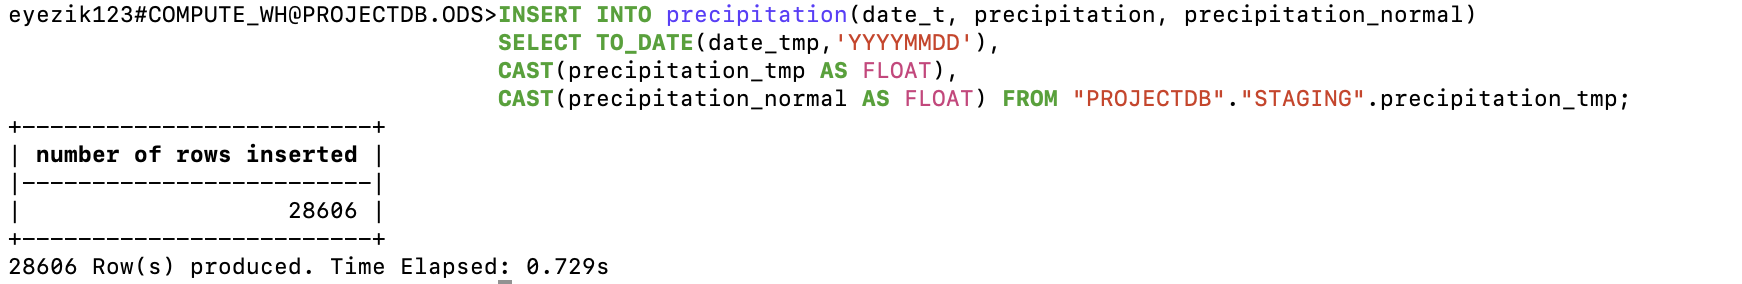 eyezik123#COMPUTE_WH@PROJECTDB.ODS>INSERT INTO precipitation(date_t, precipitation, precipitation_normal)
SELECT TO_DATE(date_tmp,'YYYYMMDD'),
CAST(precipitation_tmp AS FLOAT),
CAST(precipitation_normal AS FLOAT) FROM "PROJECTDB"."STAGING".precipitation_tmp;
+-------------------------+
| number of rows inserted |
|-------------------------|
|                   28606 |
+-------------------------+
28606 Row(s) produced. Time Elapsed: 0.729s